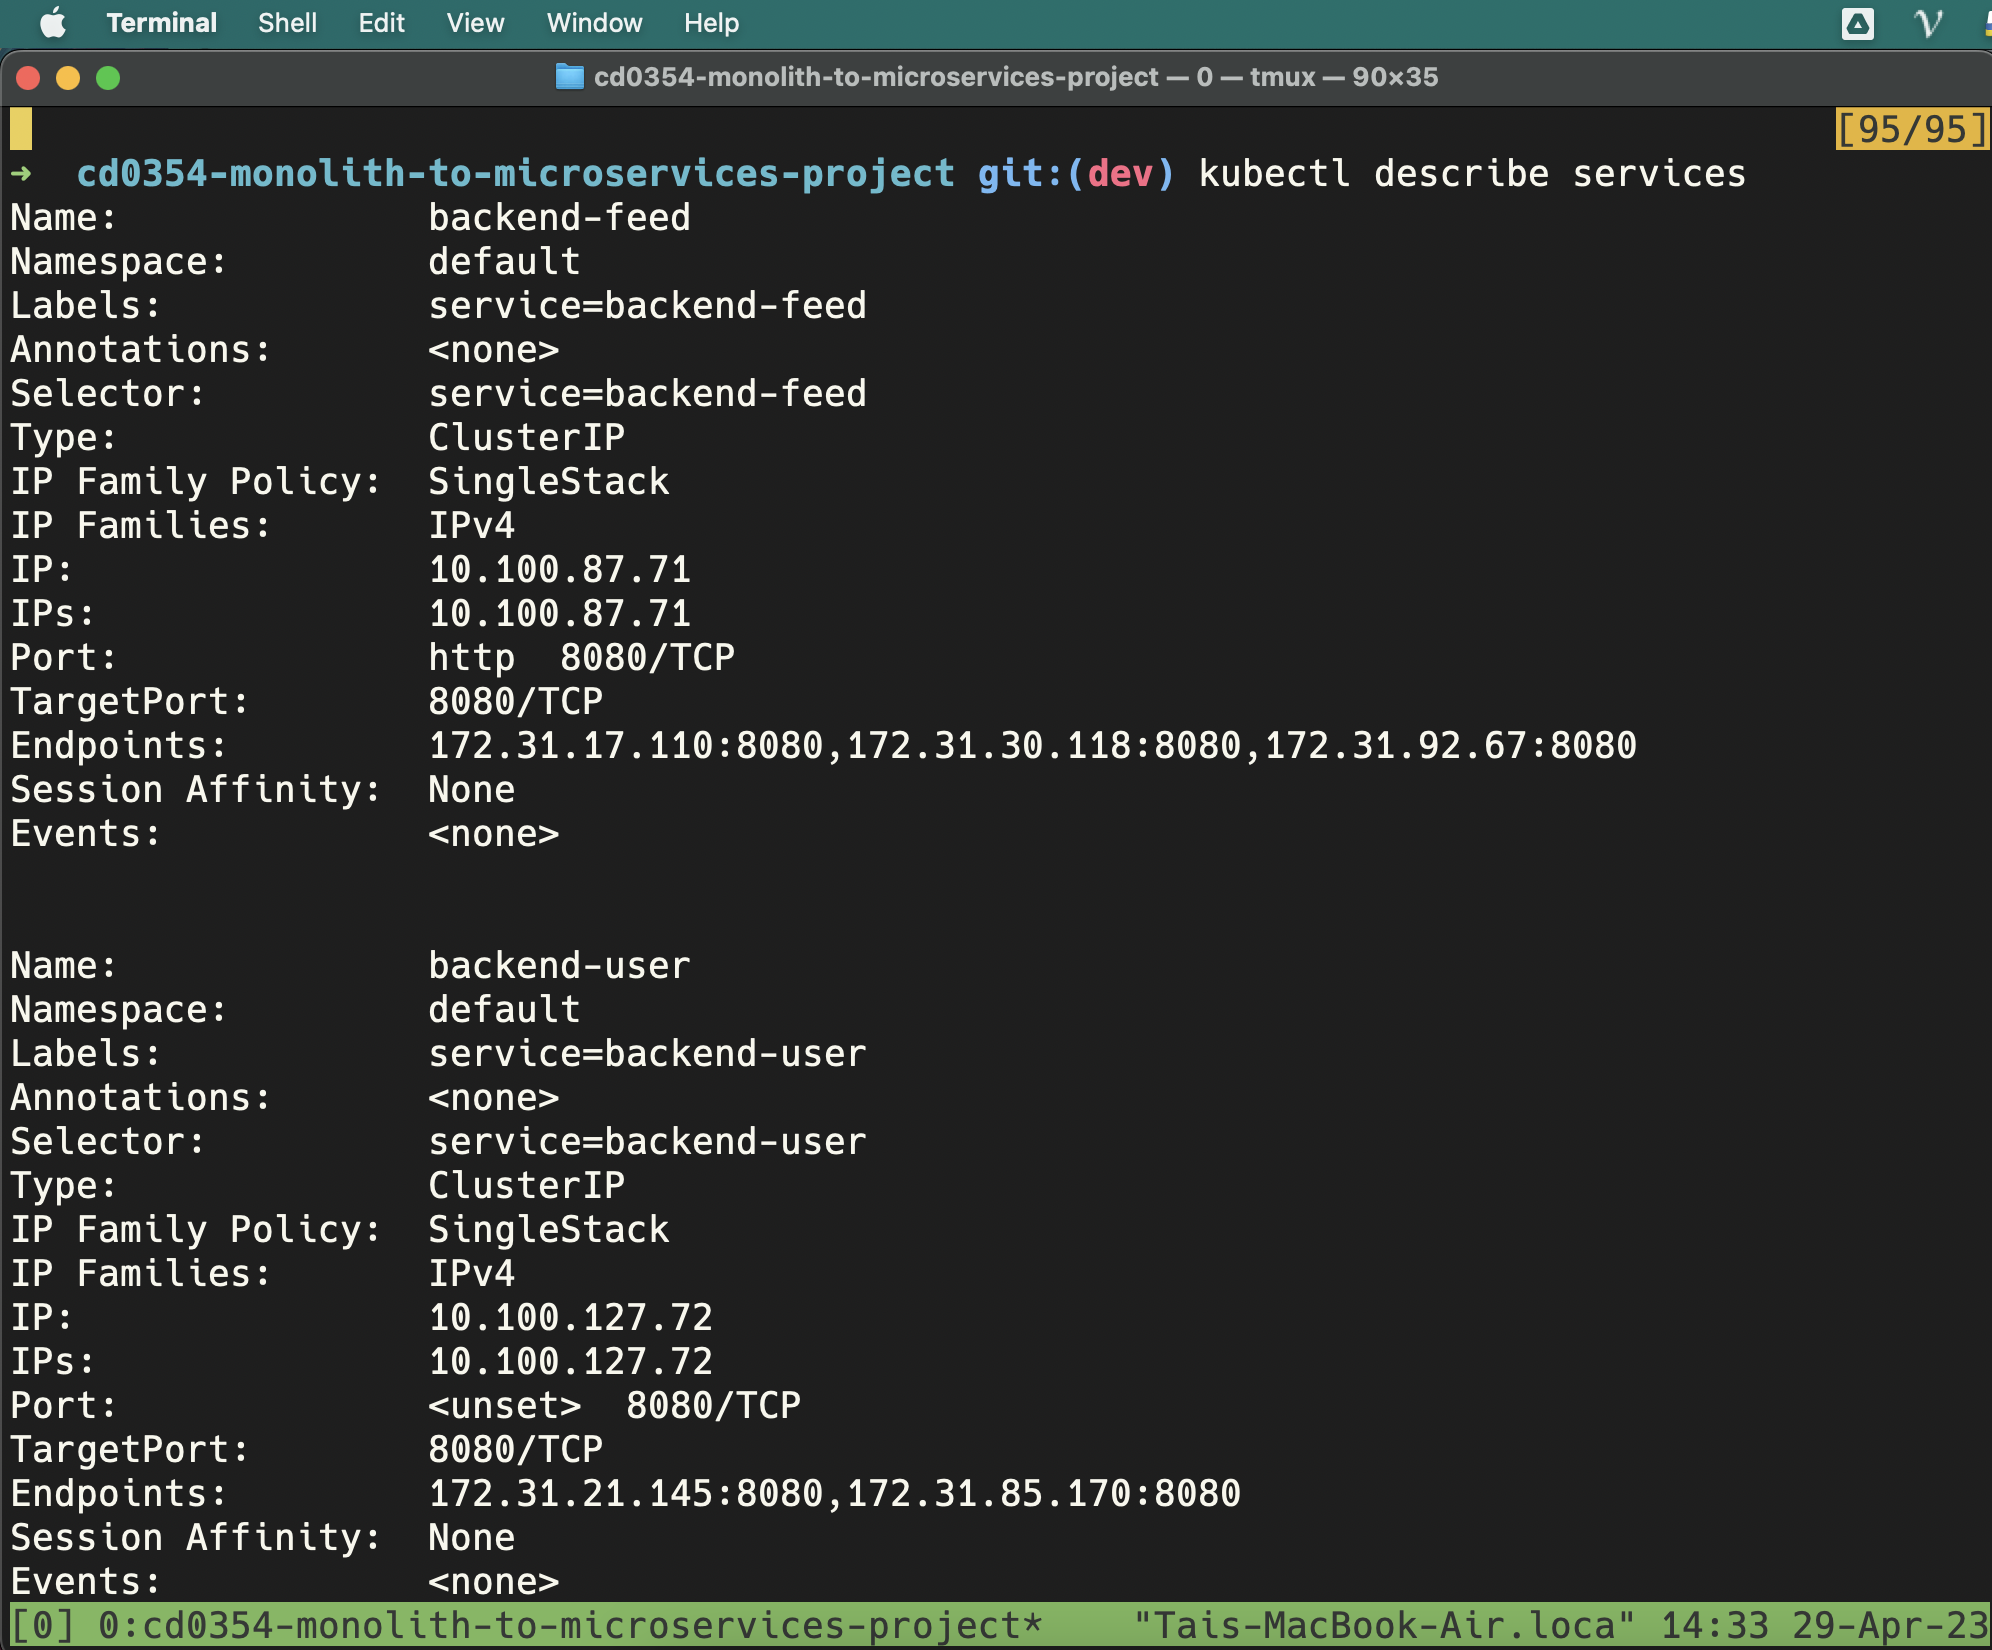 Terminal Shell Edit View Window Help
cd0354-monolith-to-microservices-project — 0 — tmux — 90×35
[95/95]
➜  cd0354-monolith-to-microservices-project git:(dev) kubectl describe services
Name:              backend-feed
Namespace:         default
Labels:            service=backend-feed
Annotations:       <none>
Selector:          service=backend-feed
Type:              ClusterIP
IP Family Policy:  SingleStack
IP Families:       IPv4
IP:                10.100.87.71
IPs:               10.100.87.71
Port:              http  8080/TCP
TargetPort:        8080/TCP
Endpoints:         172.31.17.110:8080,172.31.30.118:8080,172.31.92.67:8080
Session Affinity:  None
Events:            <none>
Name:              backend-user
Namespace:         default
Labels:            service=backend-user
Annotations:       <none>
Selector:          service=backend-user
Type:              ClusterIP
IP Family Policy:  SingleStack
IP Families:       IPv4
IP:                10.100.127.72
IPs:               10.100.127.72
Port:              <unset>  8080/TCP
TargetPort:        8080/TCP
Endpoints:         172.31.21.145:8080,172.31.85.170:8080
Session Affinity:  None
Events:            <none>
[0] 0:cd0354-monolith-to-microservices-project*    "Tais-MacBook-Air.loca" 14:33 29-Apr-23